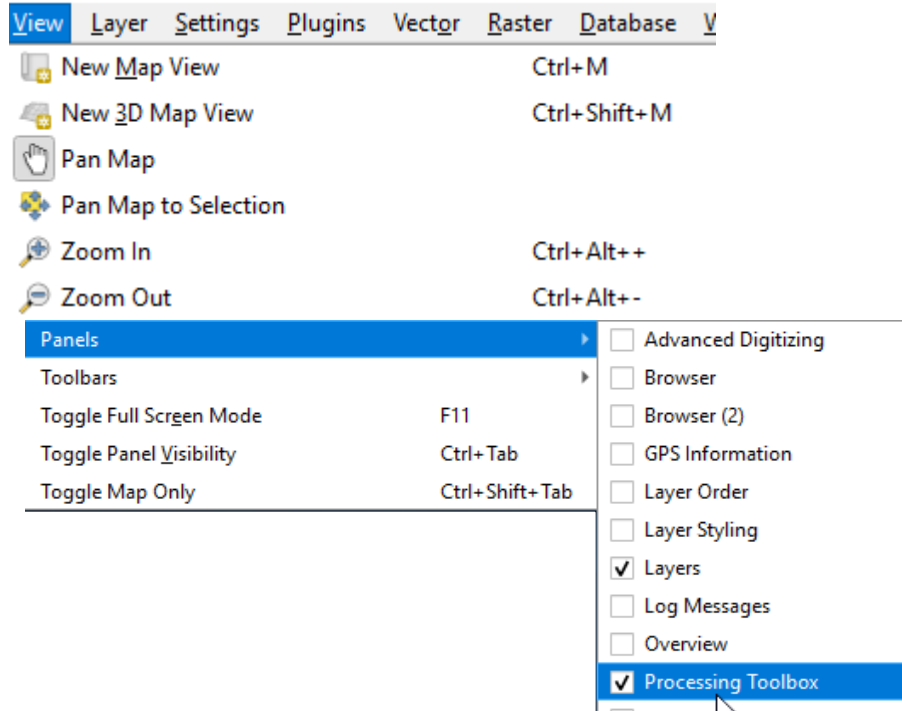 View Layer Settings Plugins Vector Raster Database
New Map View Ctrl+M
New 3D Map View Ctrl+Shift+M
Pan Map
Pan Map to Selection
Zoom In Ctrl+Alt++
Zoom Out Ctrl+Alt+-
Panels
Toolbars
Toggle Full Screen Mode F11
Toggle Panel Visibility Ctrl+Tab
Toggle Map Only Ctrl+Shift+Tab
Advanced Digitizing
Browser
Browser (2)
GPS Information
Layer Order
Layer Styling
Layers
Log Messages
Overview
Processing Toolbox